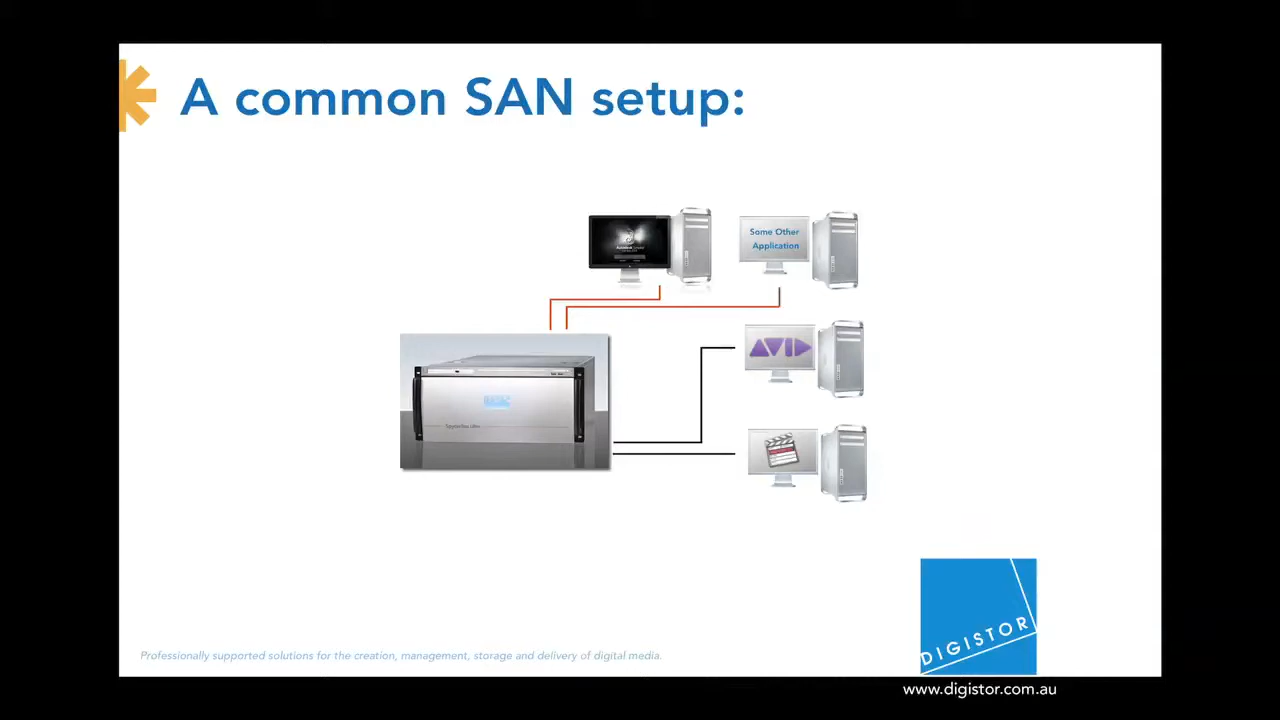 A common SAN setup:
Some Other
Application
AVID
DIGISTOR
Professionally supported solutions for the creation, management, storage and delivery of digital media.
www.digistor.com.au